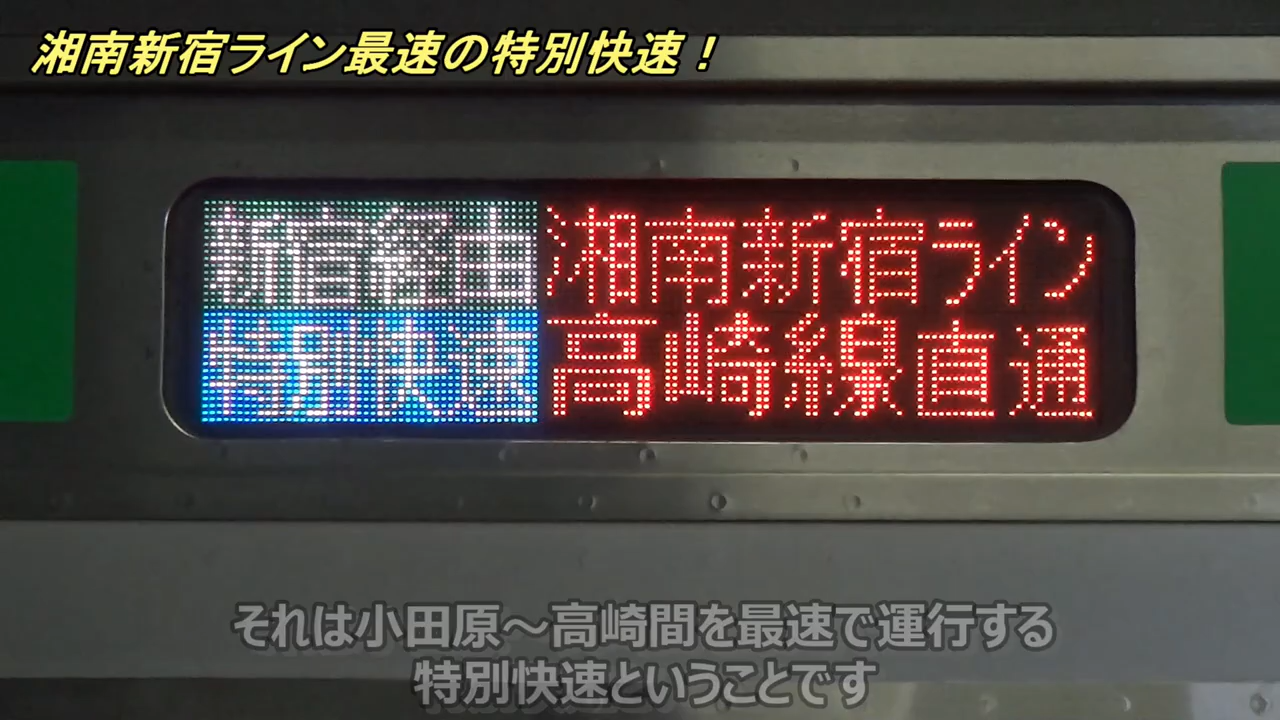 湘南新宿ライン最速の特別快速！
新宿経由 湘南新宿ライン
特別快速 高崎線直通
それは小田原～高崎間を最速で運行する
特別快速ということです